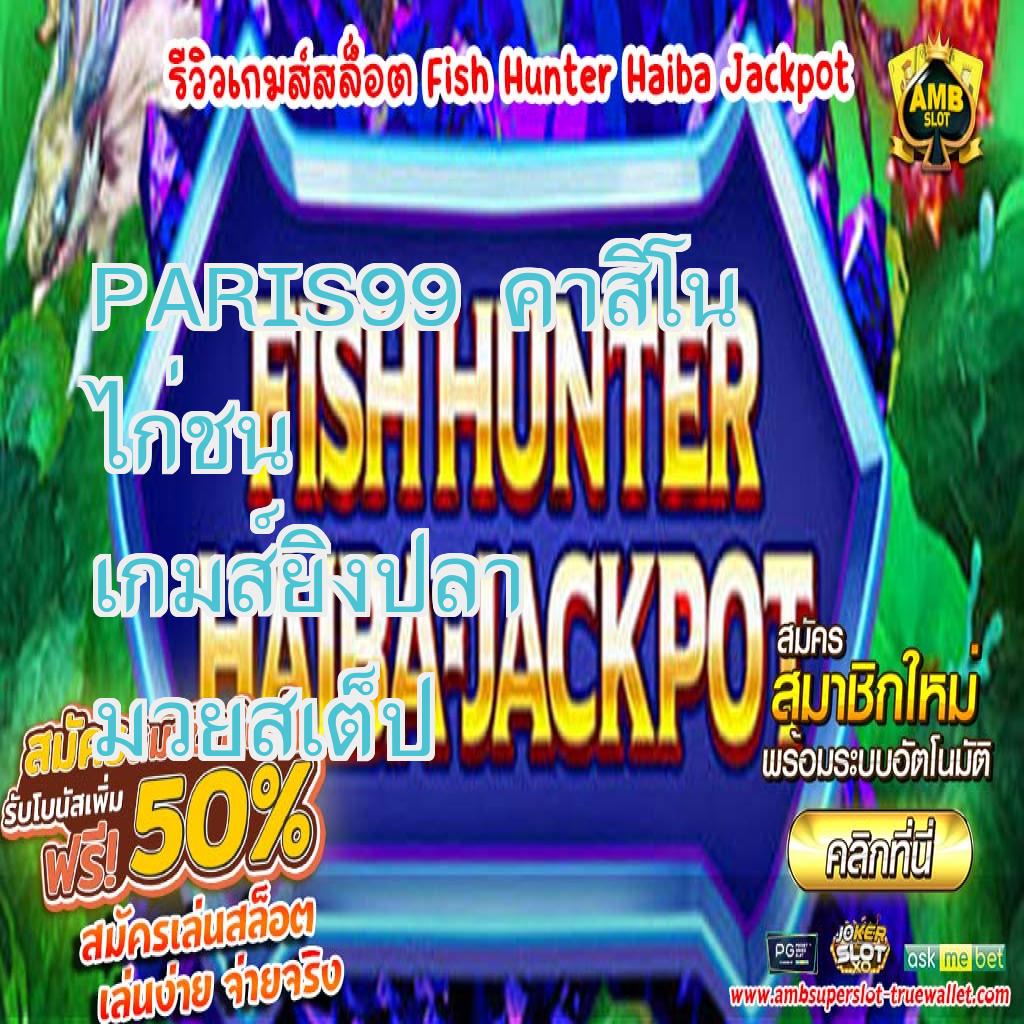 รีวิวเกมส์สล็อต Fish Hunter Haiba Jackpot
AMB
SLOT
PARIS99 คาสิโน
ไก่ชน
เกมส์ยิงปลา
มวยสเต็ป
FISH HUNTER
HAIBA JACKPOT
สมัคร
สมาชิกใหม่
พร้อมระบบอัตโนมัติ
คลิกที่นี่
รับโบนัสเพิ่ม
ฟรี! 50%
สมัครเล่นสล็อต
เล่นง่าย จ่ายจริง
PG
JOKER
SLOT
XO
ask me bet
www.ambsuperslot-truewallet.com